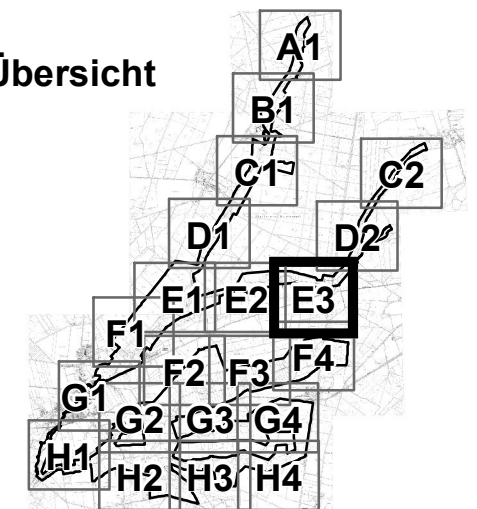 Übersicht
A1
B1
C1 C2
D1 D2
E1 E2 E3
F1 F2 F3 F4
G1 G2 G3 G4
H1 H2 H3 H4